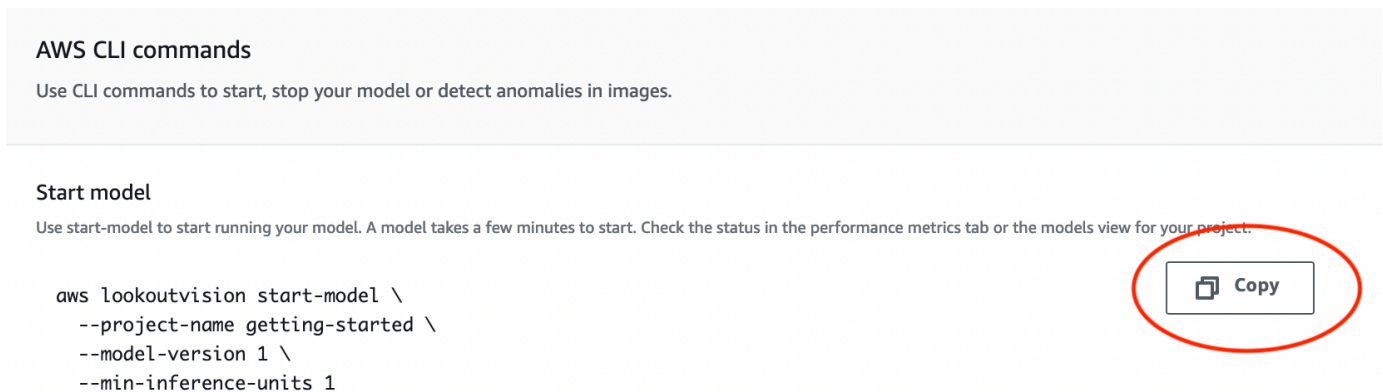 AWS CLI commands
Use CLI commands to start, stop your model or detect anomalies in images.
Start model
Use start-model to start running your model. A model takes a few minutes to start. Check the status in the performance metrics tab or the models view for your project.
Copy
aws lookoutvision start-model \
--project-name getting-started \
--model-version 1 \
--min-inference-units 1